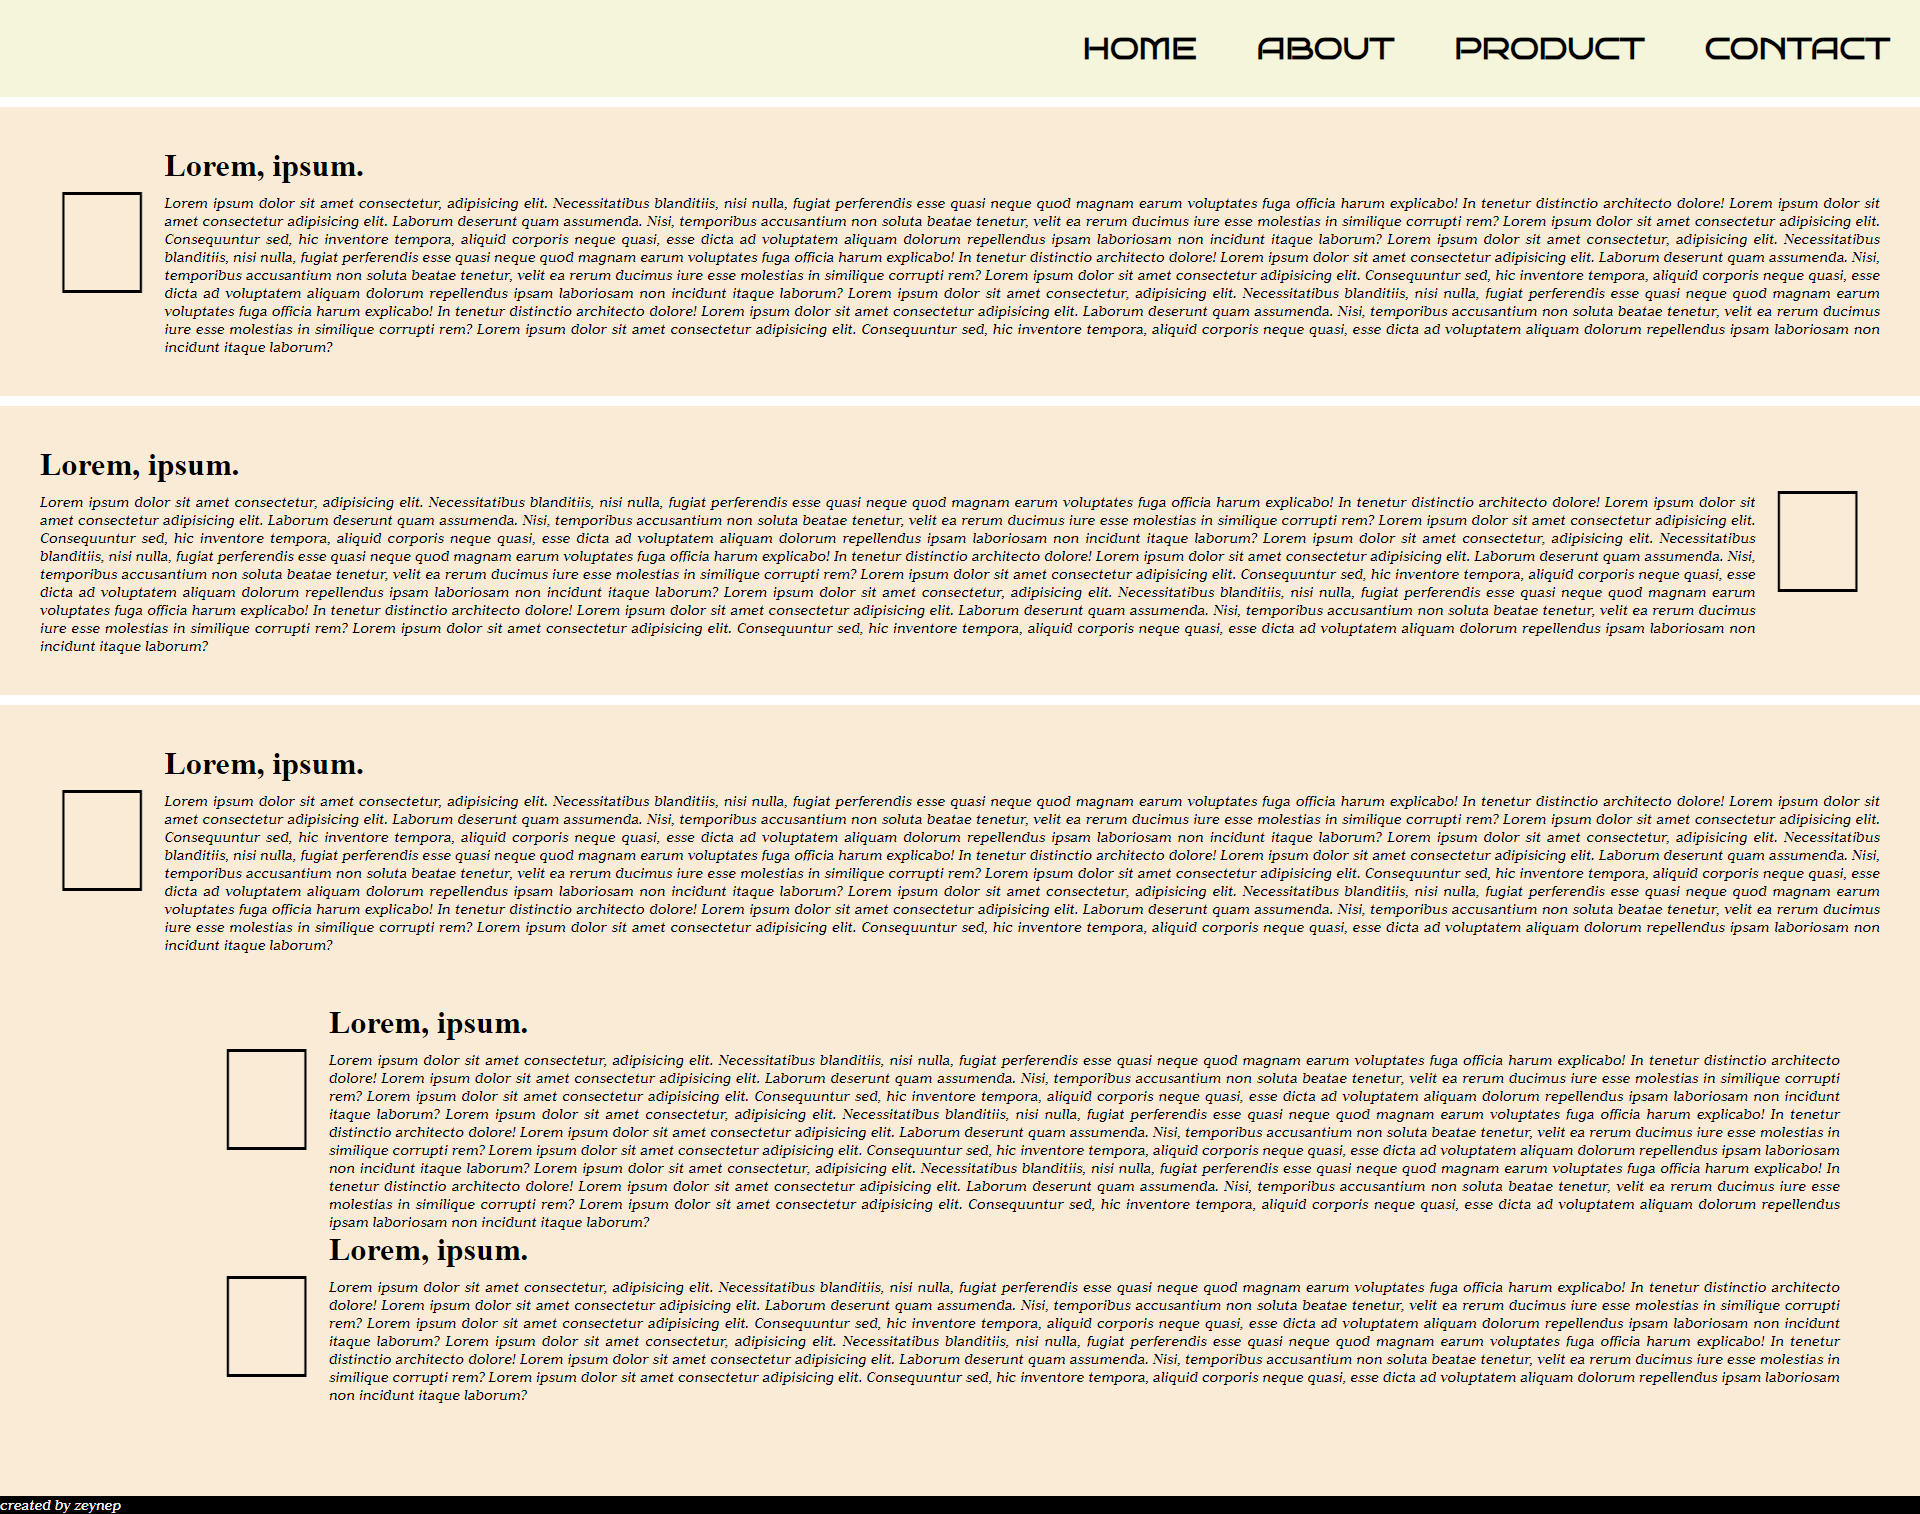 HOME ABOUT PRODUCT CONTACT
Lorem, ipsum.
Lorem ipsum dolor sit amet consectetur, adipisicing elit. Necessitatibus blanditiis, nisi nulla, fugiat perferendis esse quasi neque quod magnam earum voluptates fuga officia harum explicabo! In tenetur distinctio architecto dolore! Lorem ipsum dolor sit
amet consectetur adipisicing elit. Laborum deserunt quam assumenda. Nisi, temporibus accusantium non soluta beatae tenetur, velit ea rerum ducimus iure esse molestias in similique corrupti rem? Lorem ipsum dolor sit amet consectetur adipisicing elit.
Consequuntur sed, hic inventore tempora, aliquid corporis neque quasi, esse dicta ad voluptatem aliquam dolorum repellendus ipsam laboriosam non incidunt itaque laborum? Lorem ipsum dolor sit amet consectetur, adipisicing elit. Necessitatibus
blanditiis, nisi nulla, fugiat perferendis esse quasi neque quod magnam earum voluptates fuga officia harum explicabo! In tenetur distinctio architecto dolore! Lorem ipsum dolor sit amet consectetur adipisicing elit. Laborum deserunt quam assumenda. Nisi,
temporibus accusantium non soluta beatae tenetur, velit ea rerum ducimus iure esse molestias in similique corrupti rem? Lorem ipsum dolor sit amet consectetur adipisicing elit. Consequuntur sed, hic inventore tempora, aliquid corporis neque quasi, esse
dicta ad voluptatem aliquam dolorum repellendus ipsam laboriosam non incidunt itaque laborum? Lorem ipsum dolor sit amet consectetur, adipisicing elit. Necessitatibus blanditiis, nisi nulla, fugiat perferendis esse quasi neque quod magnam earum
voluptates fuga officia harum explicabo! In tenetur distinctio architecto dolore! Lorem ipsum dolor sit amet consectetur adipisicing elit. Laborum deserunt quam assumenda. Nisi, temporibus accusantium non soluta beatae tenetur, velit ea rerum ducimus
iure esse molestias in similique corrupti rem? Lorem ipsum dolor sit amet consectetur adipisicing elit. Consequuntur sed, hic inventore tempora, aliquid corporis neque quasi, esse dicta ad voluptatem aliquam dolorum repellendus ipsam laboriosam non
incidunt itaque laborum?
Lorem, ipsum.
Lorem ipsum dolor sit amet consectetur, adipisicing elit. Necessitatibus blanditiis, nisi nulla, fugiat perferendis esse quasi neque quod magnam earum voluptates fuga officia harum explicabo! In tenetur distinctio architecto dolore! Lorem ipsum dolor sit
amet consectetur adipisicing elit. Laborum deserunt quam assumenda. Nisi, temporibus accusantium non soluta beatae tenetur, velit ea rerum ducimus iure esse molestias in similique corrupti rem? Lorem ipsum dolor sit amet consectetur adipisicing elit.
Consequuntur sed, hic inventore tempora, aliquid corporis neque quasi, esse dicta ad voluptatem aliquam dolorum repellendus ipsam laboriosam non incidunt itaque laborum? Lorem ipsum dolor sit amet consectetur, adipisicing elit. Necessitatibus
blanditiis, nisi nulla, fugiat perferendis esse quasi neque quod magnam earum voluptates fuga officia harum explicabo! In tenetur distinctio architecto dolore! Lorem ipsum dolor sit amet consectetur adipisicing elit. Laborum deserunt quam assumenda. Nisi,
temporibus accusantium non soluta beatae tenetur, velit ea rerum ducimus iure esse molestias in similique corrupti rem? Lorem ipsum dolor sit amet consectetur adipisicing elit. Consequuntur sed, hic inventore tempora, aliquid corporis neque quasi, esse
dicta ad voluptatem aliquam dolorum repellendus ipsam laboriosam non incidunt itaque laborum? Lorem ipsum dolor sit amet consectetur, adipisicing elit. Necessitatibus blanditiis, nisi nulla, fugiat perferendis esse quasi neque quod magnam earum
voluptates fuga officia harum explicabo! In tenetur distinctio architecto dolore! Lorem ipsum dolor sit amet consectetur adipisicing elit. Laborum deserunt quam assumenda. Nisi, temporibus accusantium non soluta beatae tenetur, velit ea rerum ducimus
iure esse molestias in similique corrupti rem? Lorem ipsum dolor sit amet consectetur adipisicing elit. Consequuntur sed, hic inventore tempora, aliquid corporis neque quasi, esse dicta ad voluptatem aliquam dolorum repellendus ipsam laboriosam non
incidunt itaque laborum?
Lorem, ipsum.
Lorem ipsum dolor sit amet consectetur, adipisicing elit. Necessitatibus blanditiis, nisi nulla, fugiat perferendis esse quasi neque quod magnam earum voluptates fuga officia harum explicabo! In tenetur distinctio architecto dolore! Lorem ipsum dolor sit
amet consectetur adipisicing elit. Laborum deserunt quam assumenda. Nisi, temporibus accusantium non soluta beatae tenetur, velit ea rerum ducimus iure esse molestias in similique corrupti rem? Lorem ipsum dolor sit amet consectetur adipisicing elit.
Consequuntur sed, hic inventore tempora, aliquid corporis neque quasi, esse dicta ad voluptatem aliquam dolorum repellendus ipsam laboriosam non incidunt itaque laborum? Lorem ipsum dolor sit amet consectetur, adipisicing elit. Necessitatibus
blanditiis, nisi nulla, fugiat perferendis esse quasi neque quod magnam earum voluptates fuga officia harum explicabo! In tenetur distinctio architecto dolore! Lorem ipsum dolor sit amet consectetur adipisicing elit. Laborum deserunt quam assumenda. Nisi,
temporibus accusantium non soluta beatae tenetur, velit ea rerum ducimus iure esse molestias in similique corrupti rem? Lorem ipsum dolor sit amet consectetur adipisicing elit. Consequuntur sed, hic inventore tempora, aliquid corporis neque quasi, esse
dicta ad voluptatem aliquam dolorum repellendus ipsam laboriosam non incidunt itaque laborum? Lorem ipsum dolor sit amet consectetur, adipisicing elit. Necessitatibus blanditiis, nisi nulla, fugiat perferendis esse quasi neque quod magnam earum
voluptates fuga officia harum explicabo! In tenetur distinctio architecto dolore! Lorem ipsum dolor sit amet consectetur adipisicing elit. Laborum deserunt quam assumenda. Nisi, temporibus accusantium non soluta beatae tenetur, velit ea rerum ducimus
iure esse molestias in similique corrupti rem? Lorem ipsum dolor sit amet consectetur adipisicing elit. Consequuntur sed, hic inventore tempora, aliquid corporis neque quasi, esse dicta ad voluptatem aliquam dolorum repellendus ipsam laboriosam non
incidunt itaque laborum?
Lorem, ipsum.
Lorem ipsum dolor sit amet consectetur, adipisicing elit. Necessitatibus blanditiis, nisi nulla, fugiat perferendis esse quasi neque quod magnam earum voluptates fuga officia harum explicabo! In tenetur distinctio architecto
dolore! Lorem ipsum dolor sit amet consectetur adipisicing elit. Laborum deserunt quam assumenda. Nisi, temporibus accusantium non soluta beatae tenetur, velit ea rerum ducimus iure esse molestias in similique corrupti
rem? Lorem ipsum dolor sit amet consectetur adipisicing elit. Consequuntur sed, hic inventore tempora, aliquid corporis neque quasi, esse dicta ad voluptatem aliquam dolorum repellendus ipsam laboriosam non incidunt
itaque laborum? Lorem ipsum dolor sit amet consectetur, adipisicing elit. Necessitatibus blanditiis, nisi nulla, fugiat perferendis esse quasi neque quod magnam earum voluptates fuga officia harum explicabo! In tenetur
distinctio architecto dolore! Lorem ipsum dolor sit amet consectetur adipisicing elit. Laborum deserunt quam assumenda. Nisi, temporibus accusantium non soluta beatae tenetur, velit ea rerum ducimus iure esse molestias in
similique corrupti rem? Lorem ipsum dolor sit amet consectetur adipisicing elit. Consequuntur sed, hic inventore tempora, aliquid corporis neque quasi, esse dicta ad voluptatem aliquam dolorum repellendus ipsam laboriosam
non incidunt itaque laborum? Lorem ipsum dolor sit amet consectetur, adipisicing elit. Necessitatibus blanditiis, nisi nulla, fugiat perferendis esse quasi neque quod magnam earum voluptates fuga officia harum explicabo! In
tenetur distinctio architecto dolore! Lorem ipsum dolor sit amet consectetur adipisicing elit. Laborum deserunt quam assumenda. Nisi, temporibus accusantium non soluta beatae tenetur, velit ea rerum ducimus iure esse
molestias in similique corrupti rem? Lorem ipsum dolor sit amet consectetur adipisicing elit. Consequuntur sed, hic inventore tempora, aliquid corporis neque quasi, esse dicta ad voluptatem aliquam dolorum repellendus
ipsam laboriosam non incidunt itaque laborum?
Lorem, ipsum.
Lorem ipsum dolor sit amet consectetur, adipisicing elit. Necessitatibus blanditiis, nisi nulla, fugiat perferendis esse quasi neque quod magnam earum voluptates fuga officia harum explicabo! In tenetur distinctio architecto
dolore! Lorem ipsum dolor sit amet consectetur adipisicing elit. Laborum deserunt quam assumenda. Nisi, temporibus accusantium non soluta beatae tenetur, velit ea rerum ducimus iure esse molestias in similique corrupti
rem? Lorem ipsum dolor sit amet consectetur adipisicing elit. Consequuntur sed, hic inventore tempora, aliquid corporis neque quasi, esse dicta ad voluptatem aliquam dolorum repellendus ipsam laboriosam non incidunt
itaque laborum? Lorem ipsum dolor sit amet consectetur, adipisicing elit. Necessitatibus blanditiis, nisi nulla, fugiat perferendis esse quasi neque quod magnam earum voluptates fuga officia harum explicabo! In tenetur
distinctio architecto dolore! Lorem ipsum dolor sit amet consectetur adipisicing elit. Laborum deserunt quam assumenda. Nisi, temporibus accusantium non soluta beatae tenetur, velit ea rerum ducimus iure esse molestias in
similique corrupti rem? Lorem ipsum dolor sit amet consectetur adipisicing elit. Consequuntur sed, hic inventore tempora, aliquid corporis neque quasi, esse dicta ad voluptatem aliquam dolorum repellendus ipsam laboriosam
non incidunt itaque laborum?
created by zeynep